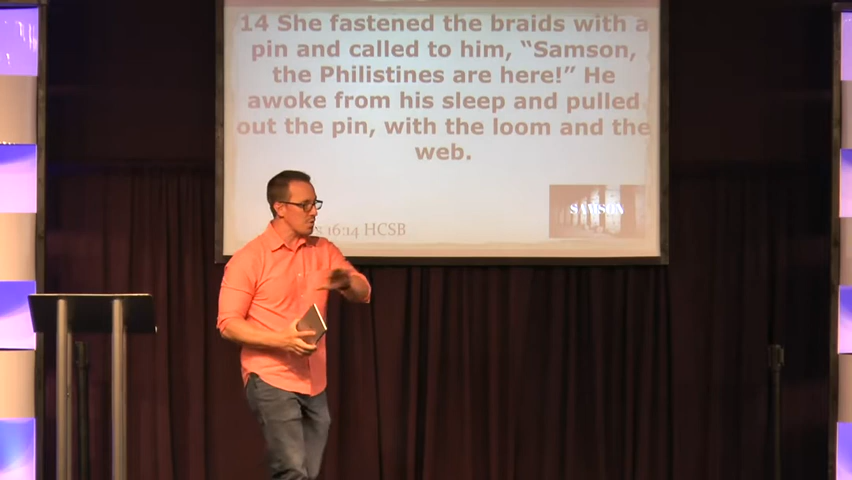 14 She fastened the braids with a
pin and called to him, “Samson,
the Philistines are here!” He
awoke from his sleep and pulled
out the pin, with the loom and the
web.
SAMSON
16:14 HCSB